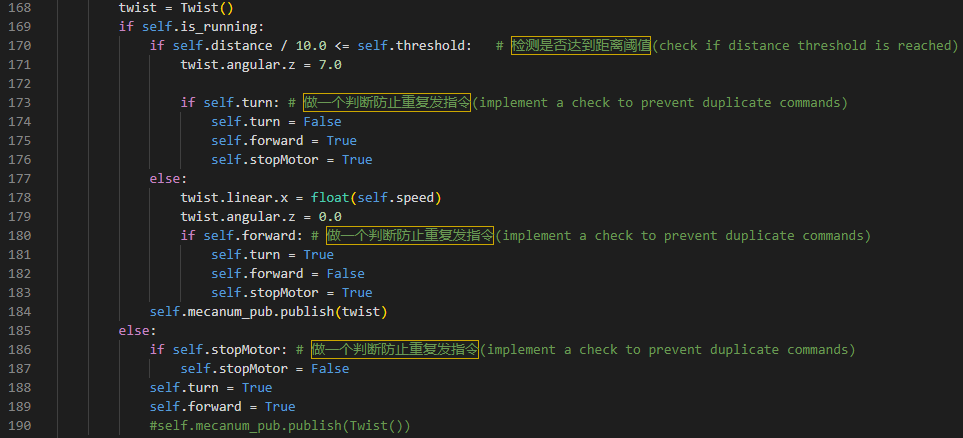 168 twist = Twist()
169 if self.is_running:
170 if self.distance / 10.0 <= self.threshold: # 检测是否达到距离阈值(check if distance threshold is reached)
171 twist.angular.z = 7.0
172
173 if self.turn: # 做一个判断防止重复发指令(implement a check to prevent duplicate commands)
174 self.turn = False
175 self.forward = True
176 self.stopMotor = True
177 else:
178 twist.linear.x = float(self.speed)
179 twist.angular.z = 0.0
180 if self.forward: # 做一个判断防止重复发指令(implement a check to prevent duplicate commands)
181 self.turn = True
182 self.forward = False
183 self.stopMotor = True
184 self.mecanum_pub.publish(twist)
185 else:
186 if self.stopMotor: # 做一个判断防止重复发指令(implement a check to prevent duplicate commands)
187 self.stopMotor = False
188 self.turn = True
189 self.forward = True
190 #self.mecanum_pub.publish(Twist())